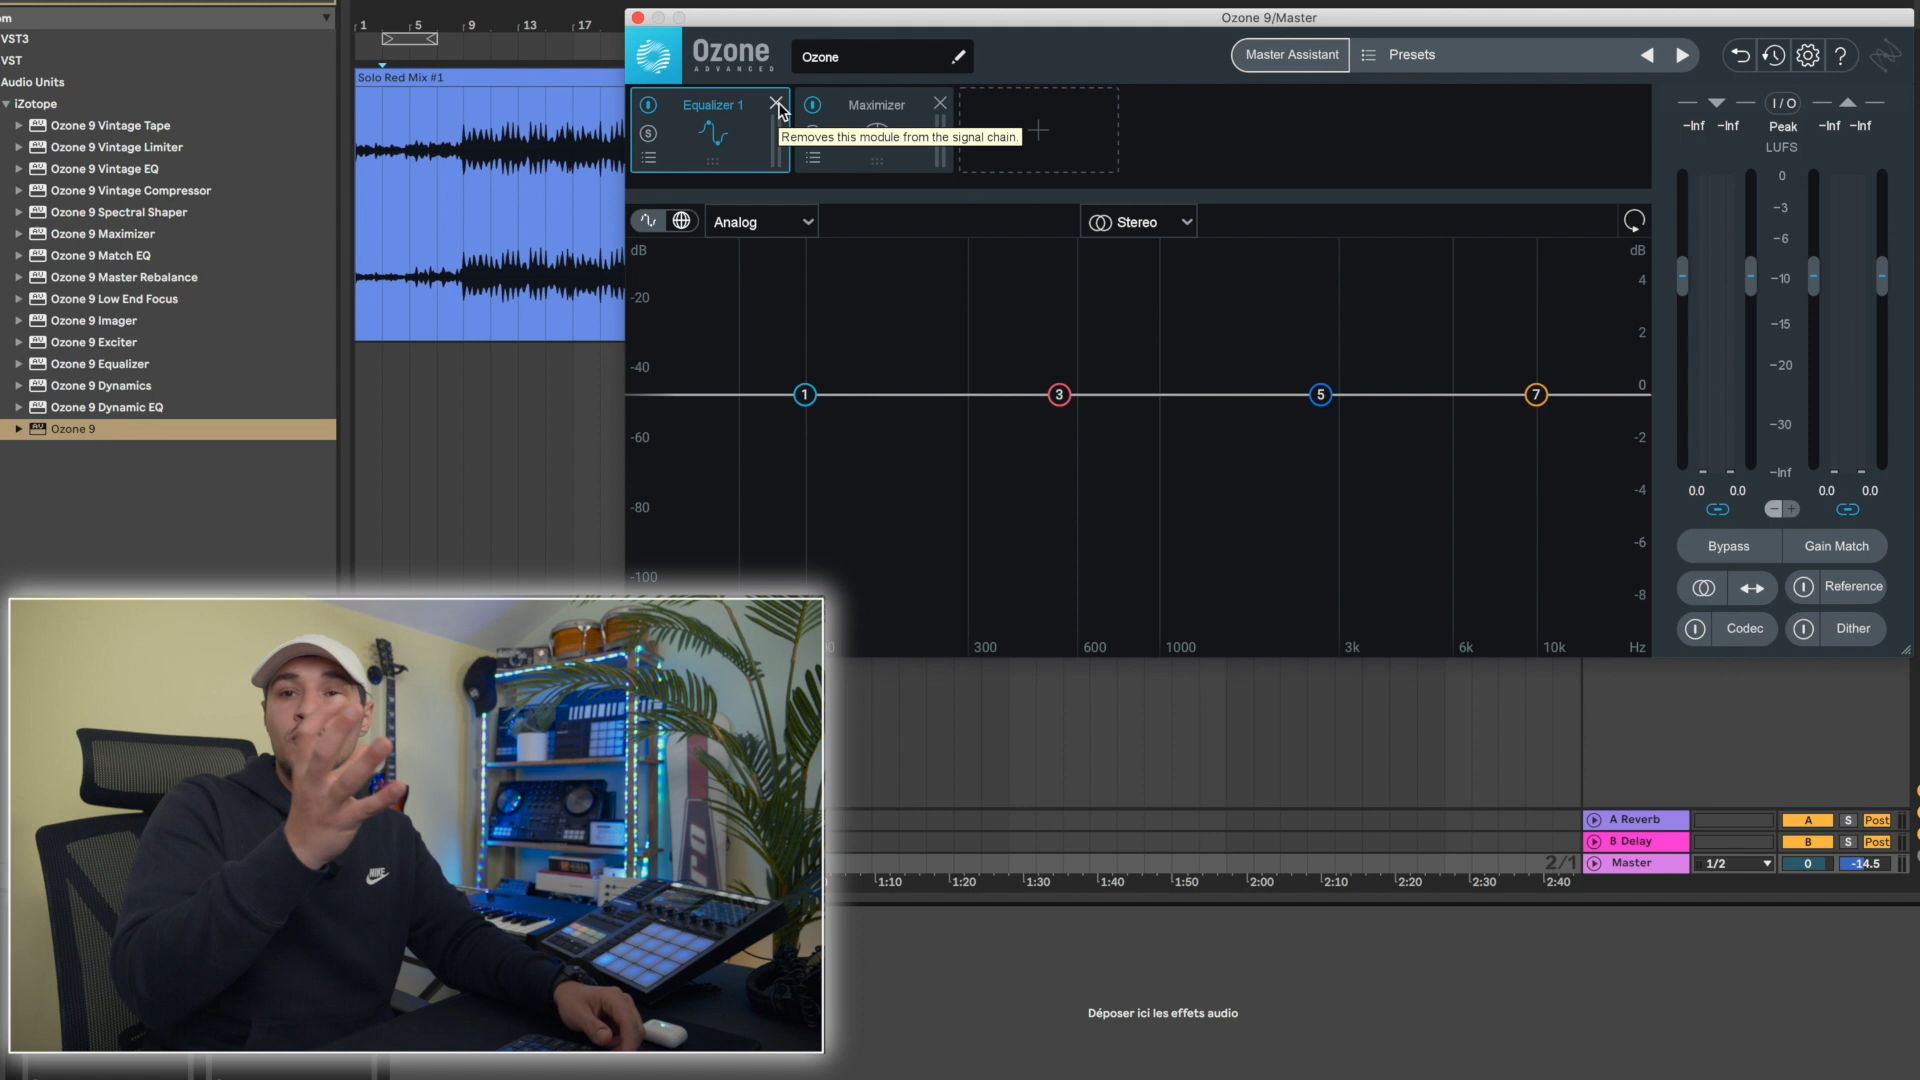 om
VST3
VST
Audio Units
iZotope
Ozone 9 Vintage Tape
Ozone 9 Vintage Limiter
Ozone 9 Vintage EQ
Ozone 9 Vintage Compressor
Ozone 9 Spectral Shaper
Ozone 9 Maximizer
Ozone 9 Match EQ
Ozone 9 Master Rebalance
Ozone 9 Low End Focus
Ozone 9 Imager
Ozone 9 Exciter
Ozone 9 Equalizer
Ozone 9 Dynamics
Ozone 9 Dynamic EQ
Ozone 9
1 5 9 13 17
Solo Red Mix #1
Ozone 9/Master
Ozone
ADVANCED
Ozone
Master Assistant
Presets
?
Equalizer 1
S
Maximizer
Removes this module from the signal chain.
Analog
Stereo
dB
-20
-40
-60
-80
-100
1 3 5 7
dB
4
2
0
-2
-4
-6
-8
300 600 1000 3k 6k 10k Hz
I/O
-Inf -Inf Peak -Inf -Inf
LUFS
0
-3
-6
-10
-15
-20
-30
-Inf
0.0 0.0 0.0 0.0
Bypass Gain Match
Reference
Codec Dither
A Reverb A S Post
B Delay B S Post
2/1 Master 1/2 0 -14.5
1:10 1:20 1:30 1:40 1:50 2:00 2:10 2:20 2:30 2:40
Déposer ici les effets audio
NIKE